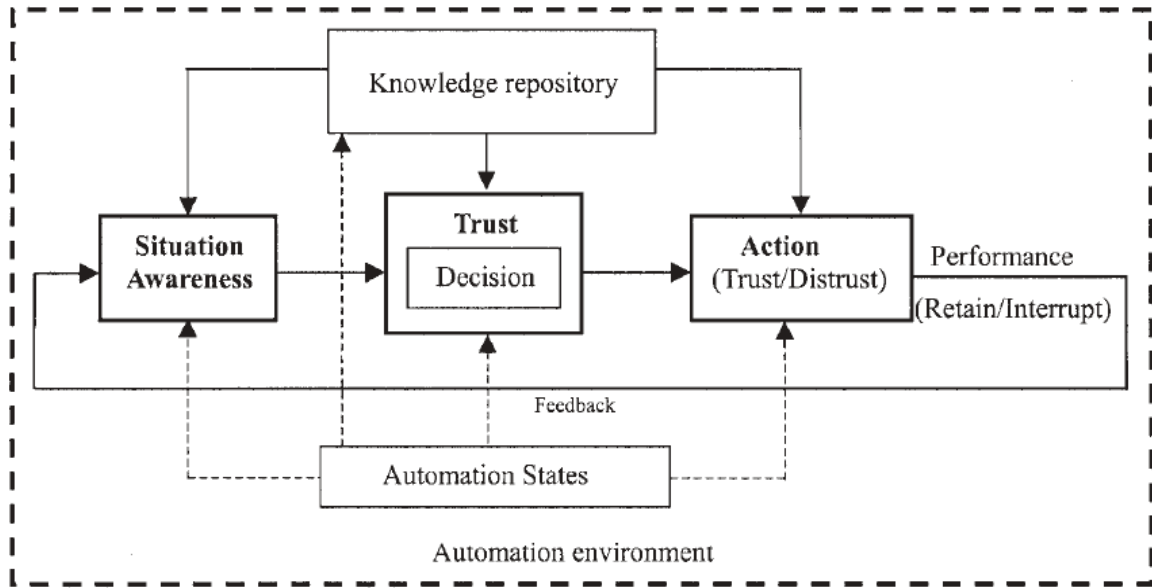 Knowledge repository
Situation
Awareness
Trust
Decision
Action
(Trust/Distrust)
Performance
(Retain/Interrupt)
Feedback
Automation States
Automation environment